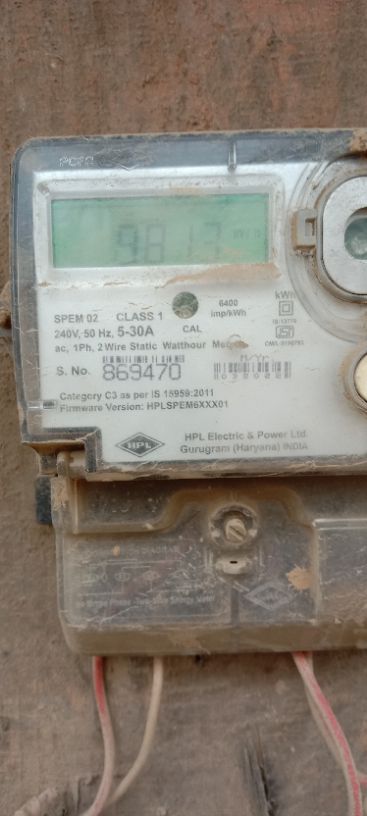 9813
SPEM 02 CLASS 1
6400
imp/kWh
kWh
240V, 50 Hz, 5-30A
CAL
ac, 1Ph, 2 Wire Static Watthour
S. No. 869470
Category C3 as per IS 15959:2011
Firmware Version: HPLSPEM6XXX01
HPL
HPL Electric & Power Ltd.
Gurugram (Haryana) INDIA
HPL